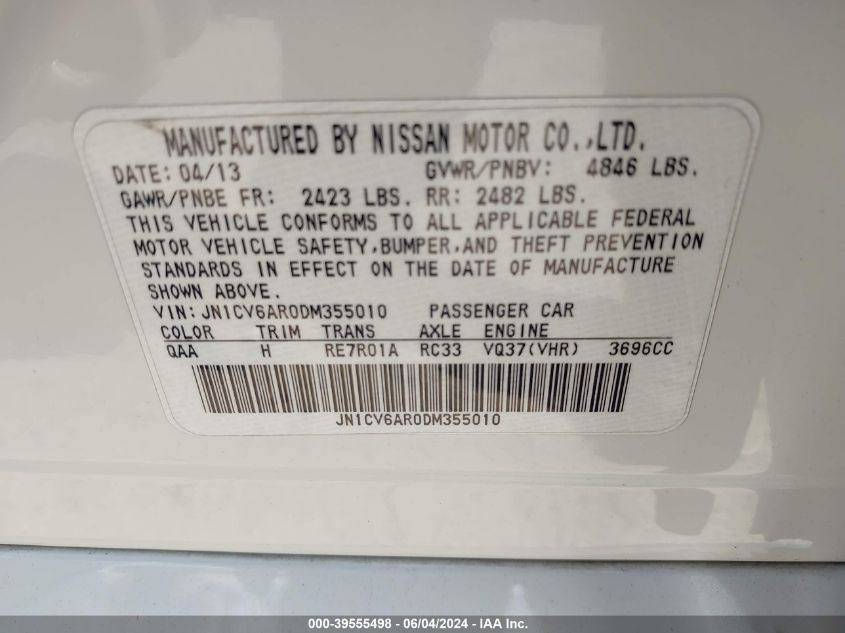 MANUFACTURED BY NISSAN MOTOR CO.,LTD.
DATE: 04/13 GVWR/PNBV: 4846 LBS.
GAWR/PNBE FR: 2423 LBS. RR: 2482 LBS.
THIS VEHICLE CONFORMS TO ALL APPLICABLE FEDERAL
MOTOR VEHICLE SAFETY,BUMPER,AND THEFT PREVENTION
STANDARDS IN EFFECT ON THE DATE OF MANUFACTURE
SHOWN ABOVE.
VIN:JN1CV6AR0DM355010 PASSENGER CAR
COLOR TRIM TRANS AXLE ENGINE
QAA H RE7R01A RC33 VQ37(VHR) 3696CC
JN1CV6AR0DM355010
000-39555498 - 06/04/2024 - IAA Inc.